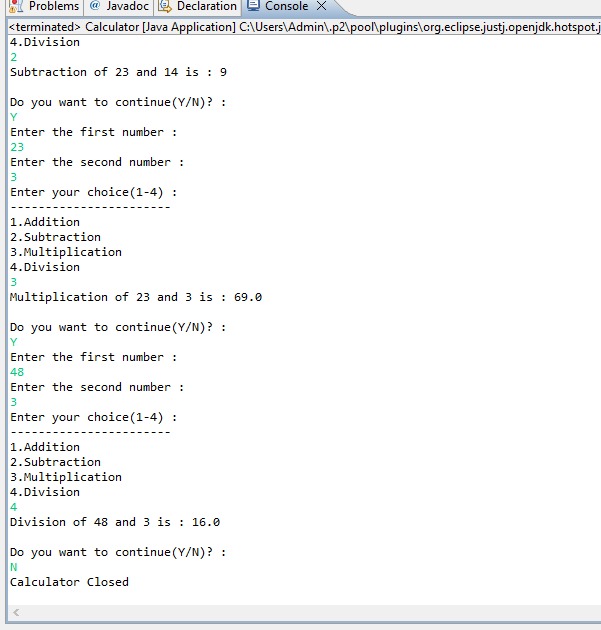 Problems @ Javadoc Declaration Console
<terminated> Calculator [Java Application] C:\Users\Admin\.p2\pool\plugins\org.eclipse.justj.openjdk.hotspot.j
4.Division
2
Subtraction of 23 and 14 is : 9
Do you want to continue(Y/N)? :
Y
Enter the first number :
23
Enter the second number :
3
Enter your choice(1-4) :
-----------------------
1.Addition
2.Subtraction
3.Multiplication
4.Division
3
Multiplication of 23 and 3 is : 69.0
Do you want to continue(Y/N)? :
Y
Enter the first number :
48
Enter the second number :
3
Enter your choice(1-4) :
-----------------------
1.Addition
2.Subtraction
3.Multiplication
4.Division
4
Division of 48 and 3 is : 16.0
Do you want to continue(Y/N)? :
N
Calculator Closed